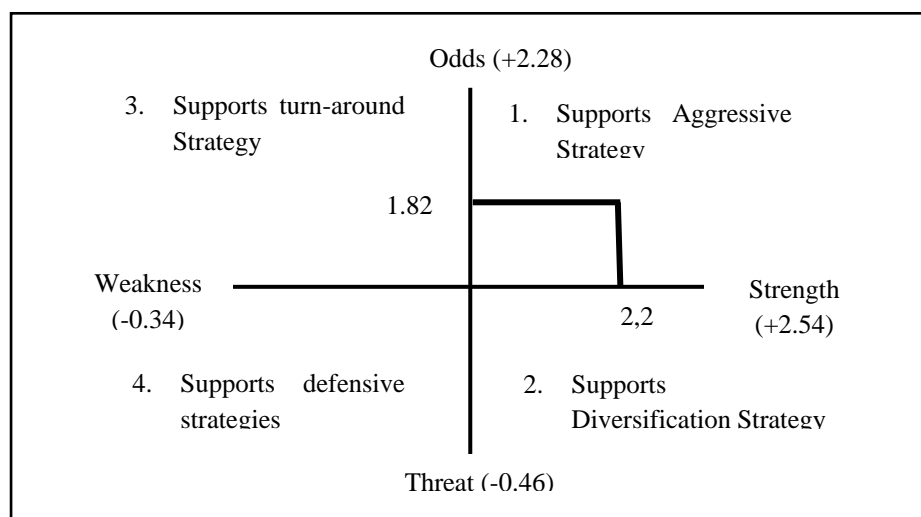 Odds (+2.28)
3. Supports turn-around
Strategy
1. Supports Aggressive
Strategy
1.82
Weakness
(-0.34)
2,2
Strength
(+2.54)
4. Supports defensive
strategies
2. Supports
Diversification Strategy
Threat (-0.46)